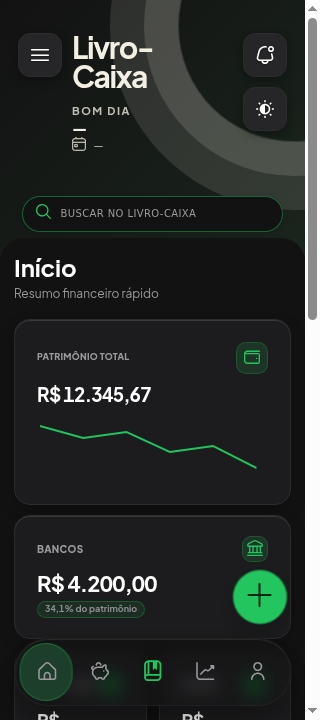 Livro-
Caixa
BOM DIA
—
—
BUSCAR NO LIVRO-CAIXA
Início
Resumo financeiro rápido
PATRIMÔNIO TOTAL
R$ 12.345,67
BANCOS
R$ 4.200,00
34,1% do patrimônio
R$
R$